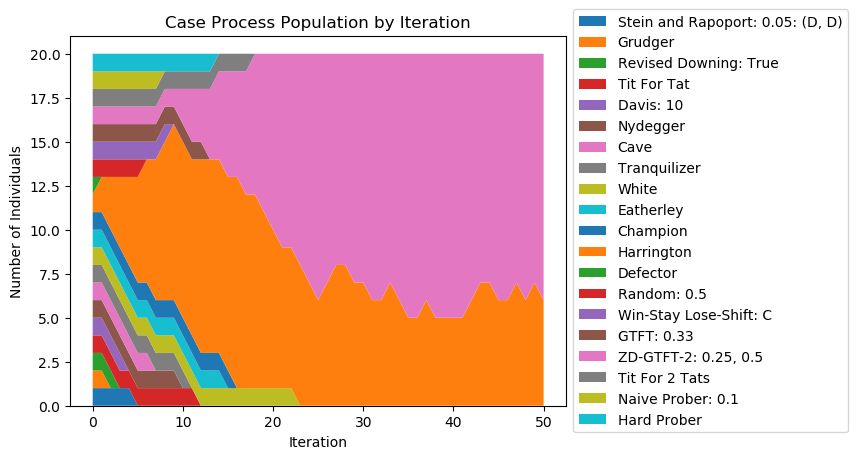 Case Process Population by Iteration
20.0
17.5
15.0
12.5
10.0
7.5
5.0
2.5
0.0
Number of Individuals
0
10
20
30
40
50
Iteration
Stein and Rapoport: 0.05: (D, D)
Grudger
Revised Downing: True
Tit For Tat
Davis: 10
Nydegger
Cave
Tranquilizer
White
Eatherley
Champion
Harrington
Defector
Random: 0.5
Win-Stay Lose-Shift: C
GTFT: 0.33
ZD-GTFT-2: 0.25, 0.5
Tit For 2 Tats
Naive Prober: 0.1
Hard Prober